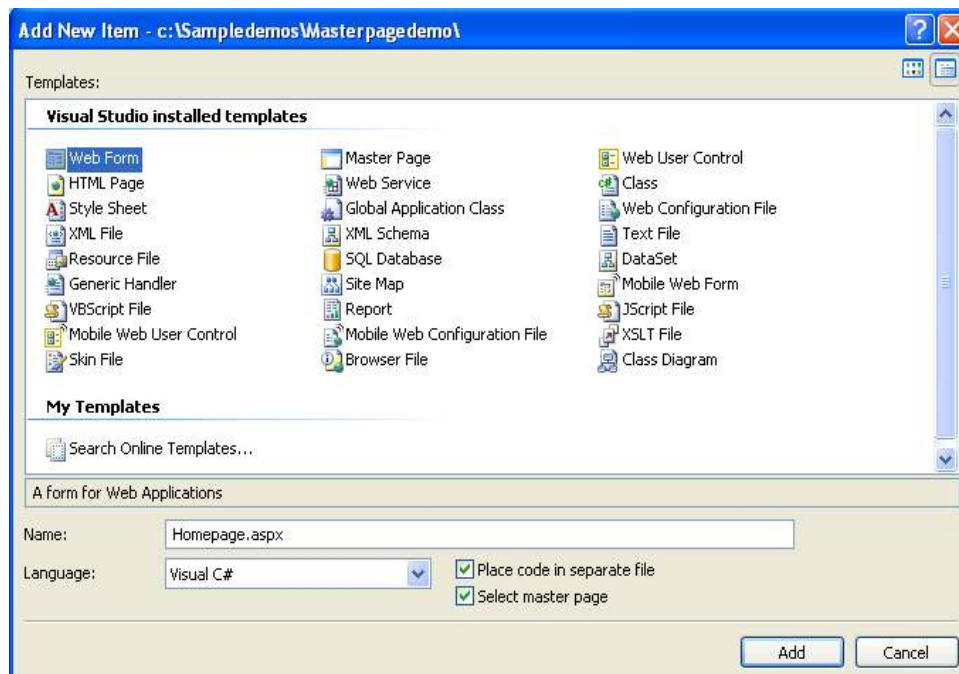 Add New Item - c:\Sampledemos\Masterpagedemo\
Templates:
Visual Studio installed templates
Web Form Master Page Web User Control
HTML Page Web Service Class
Style Sheet Global Application Class Web Configuration File
XML File XML Schema Text File
Resource File SQL Database DataSet
Generic Handler Site Map Mobile Web Form
VBScript File Report JScript File
Mobile Web User Control Mobile Web Configuration File XSLT File
Skin File Browser File Class Diagram
My Templates
Search Online Templates...
A form for Web Applications
Name: Homepage.aspx
Language: Visual C# Place code in separate file
Select master page
Add Cancel